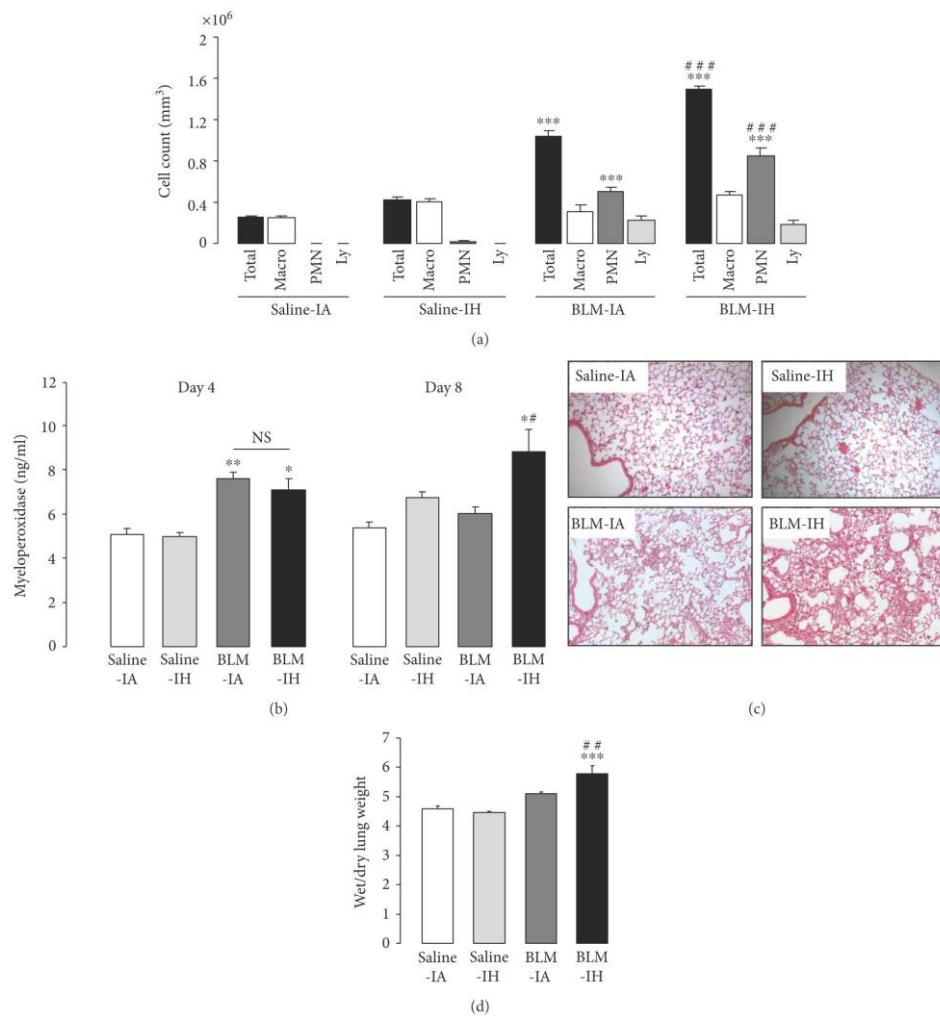 ×10⁶
2
1.6
1.2
0.8
0.4
0
Cell count (mm³)
***
***
# # #
***
# # #
***
Total
Macro
PMN
Ly
Total
Macro
PMN
Ly
Total
Macro
PMN
Ly
Total
Macro
PMN
Ly
Saline-IA
Saline-IH
BLM-IA
BLM-IH
(a)
12
10
8
6
4
2
0
Myeloperoxidase (ng/ml)
Day 4
Day 8
NS
**
*
*#
Saline
-IA
Saline
-IH
BLM
-IA
BLM
-IH
Saline
-IA
Saline
-IH
BLM
-IA
BLM
-IH
(b)
Saline-IA
Saline-IH
BLM-IA
BLM-IH
(c)
7
6
5
4
3
2
1
0
Wet/dry lung weight
# #
***
Saline
-IA
Saline
-IH
BLM
-IA
BLM
-IH
(d)